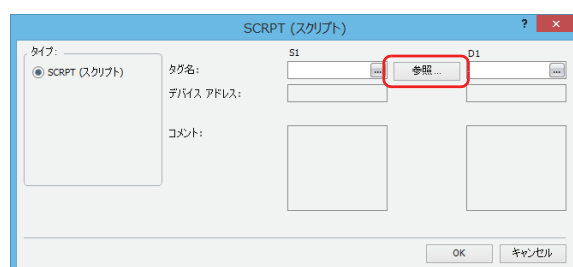 SCRPT (スクリプト)
? ×
タイプ:
SCRPT (スクリプト)
S1
D1
タグ名:
...
参照...
...
デバイス アドレス:
コメント:
OK
キャンセル